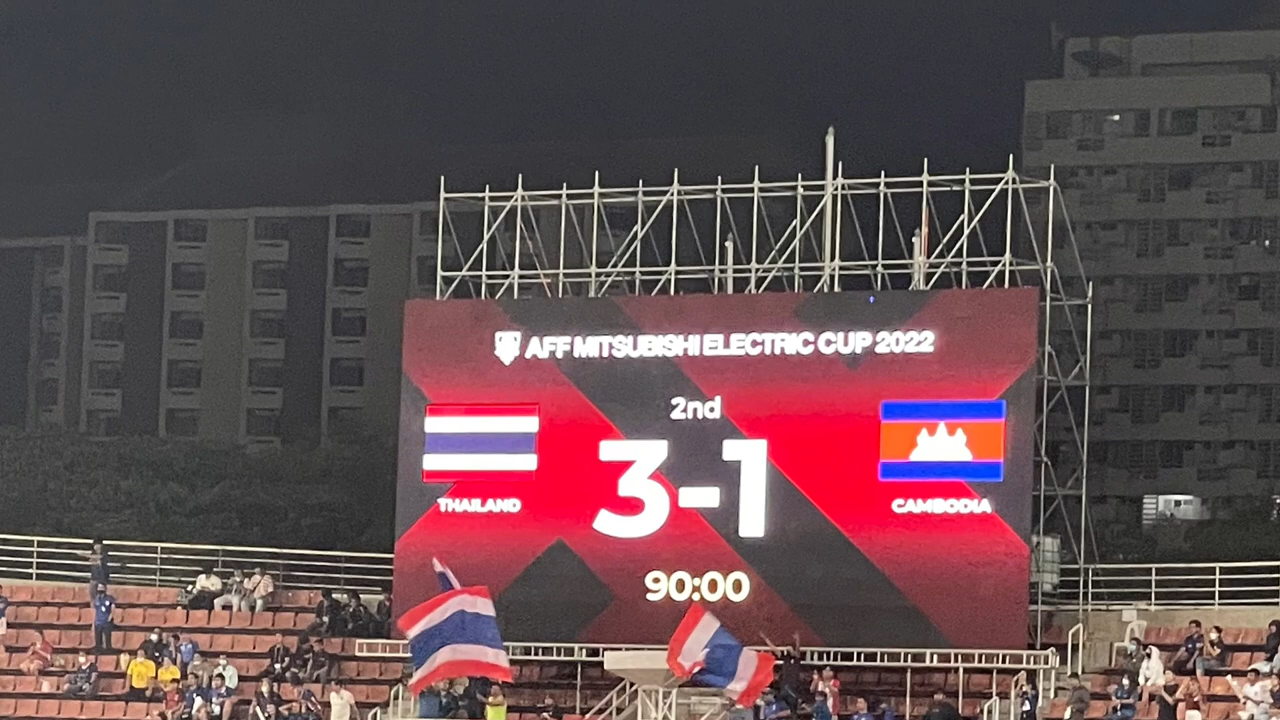 AFF MITSUBISHI ELECTRIC CUP 2022
2nd
3-1
THAILAND
CAMBODIA
90:00